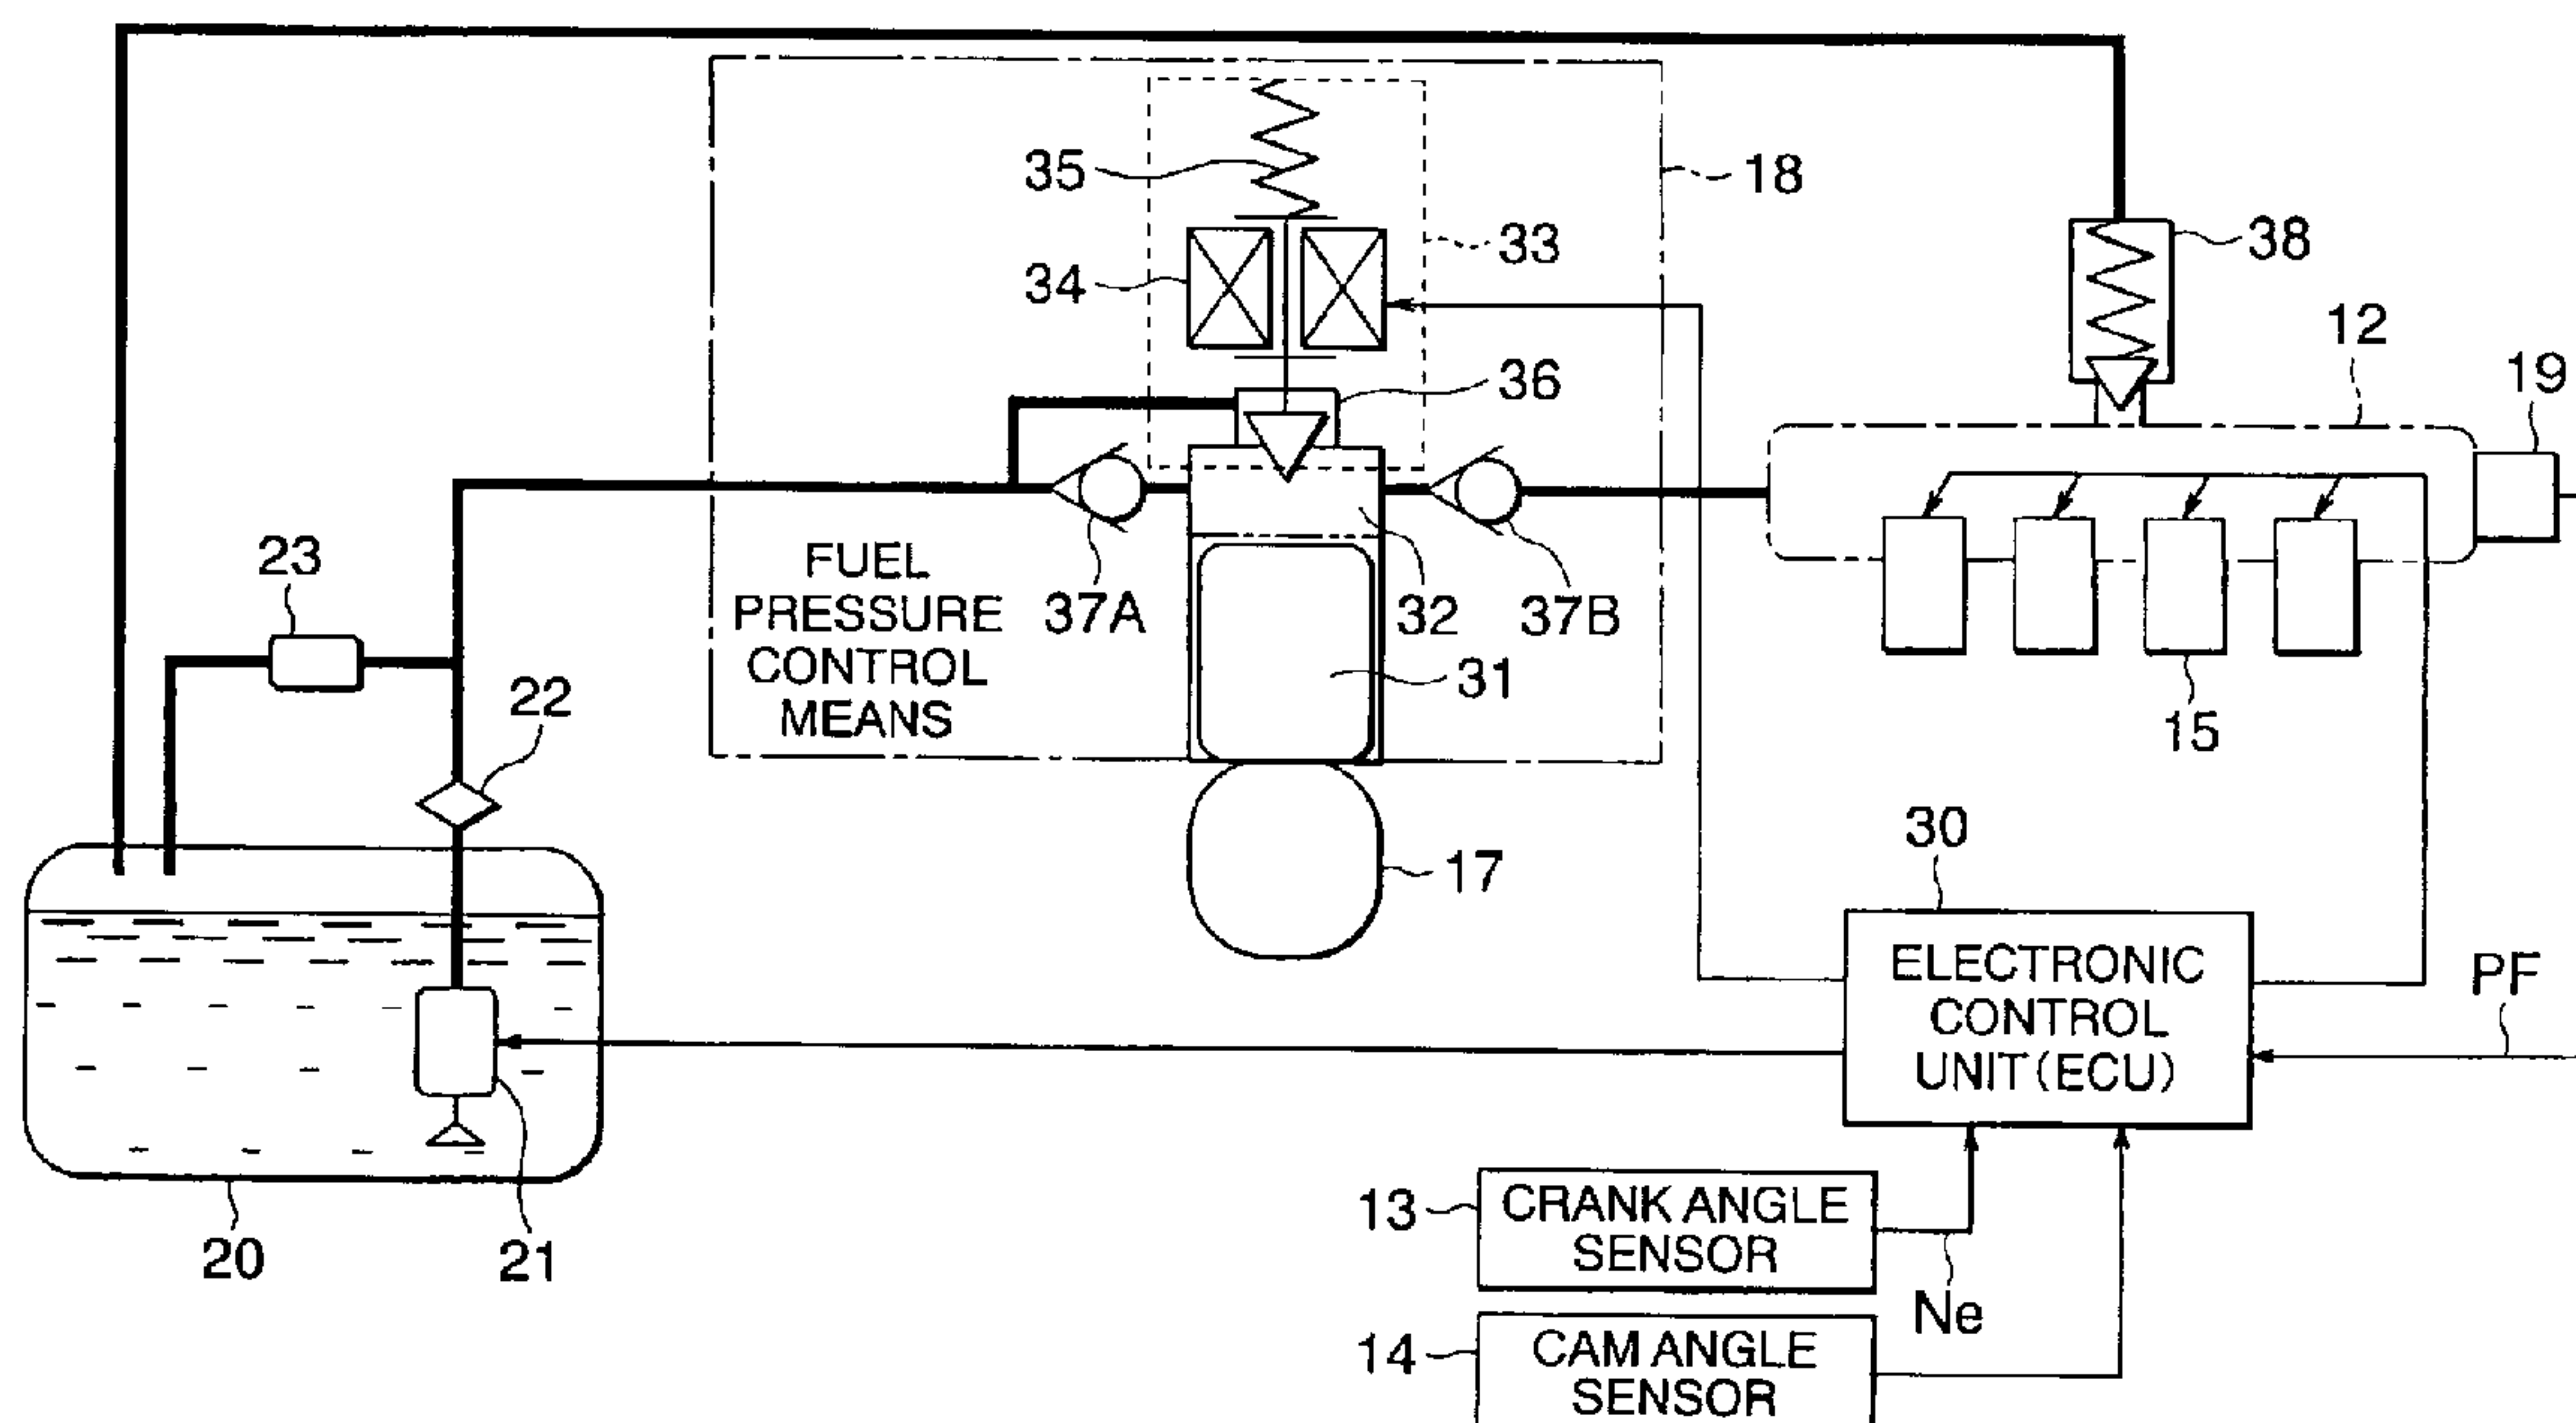 35
18
33
38
34
12
36
19
23
FUEL
PRESSURE
CONTROL
MEANS
37A
32
37B
22
31
15
30
17
ELECTRONIC
CONTROL
UNIT(ECU)
PF
13
CRANK ANGLE
SENSOR
20
21
Ne
14
CAM ANGLE
SENSOR